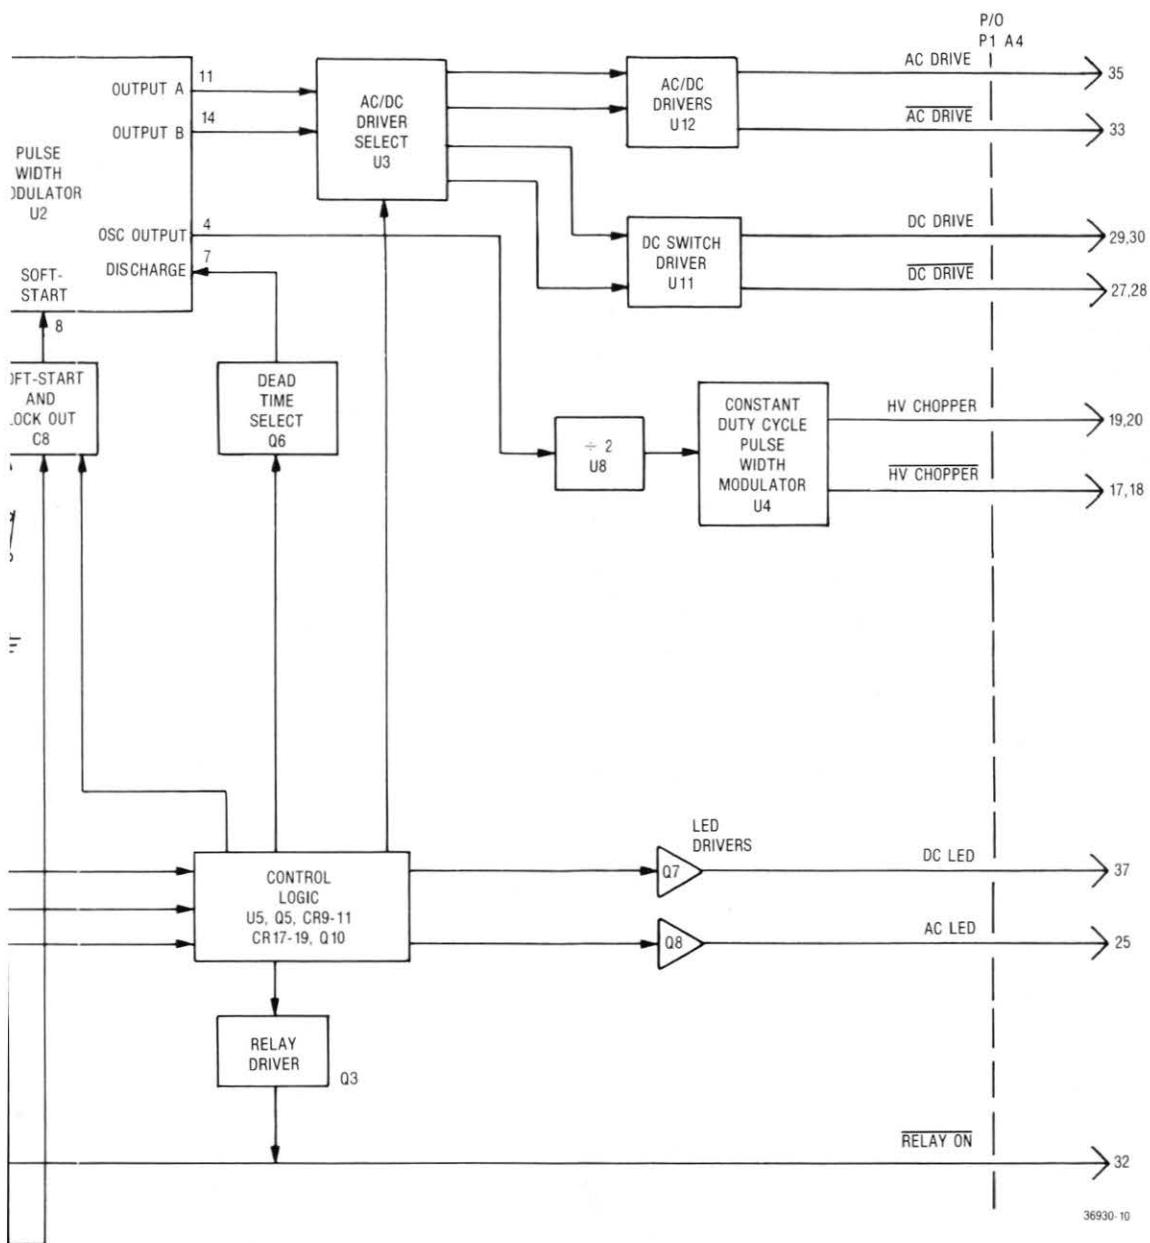 P/O
P1 A4
AC DRIVE
35
AC DRIVE
33
DC DRIVE
29,30
DC DRIVE
27,28
HV CHOPPER
19,20
HV CHOPPER
17,18
PULSE
WIDTH
ODULATOR
U2
OUTPUT A
11
OUTPUT B
14
OSC OUTPUT
4
DISCHARGE
7
SOFT-
START
8
AC/DC
DRIVER
SELECT
U3
AC/DC
DRIVERS
U12
DC SWITCH
DRIVER
U11
OFT-START
AND
LOCK OUT
C8
DEAD
TIME
SELECT
Q6
÷ 2
U8
CONSTANT
DUTY CYCLE
PULSE
WIDTH
MODULATOR
U4
LED
DRIVERS
CONTROL
LOGIC
U5, Q5, CR9-11
CR17-19, Q10
Q7
DC LED
37
Q8
AC LED
25
RELAY
DRIVER
Q3
RELAY ON
32
36930-10